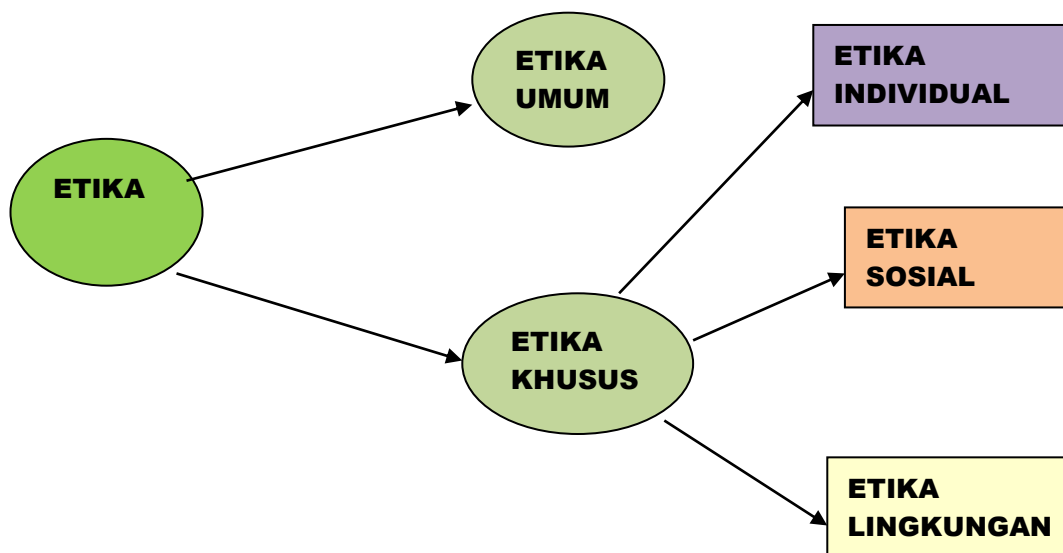 ETIKA
ETIKA
UMUM
ETIKA
KHUSUS
ETIKA
INDIVIDUAL
ETIKA
SOSIAL
ETIKA
LINGKUNGAN